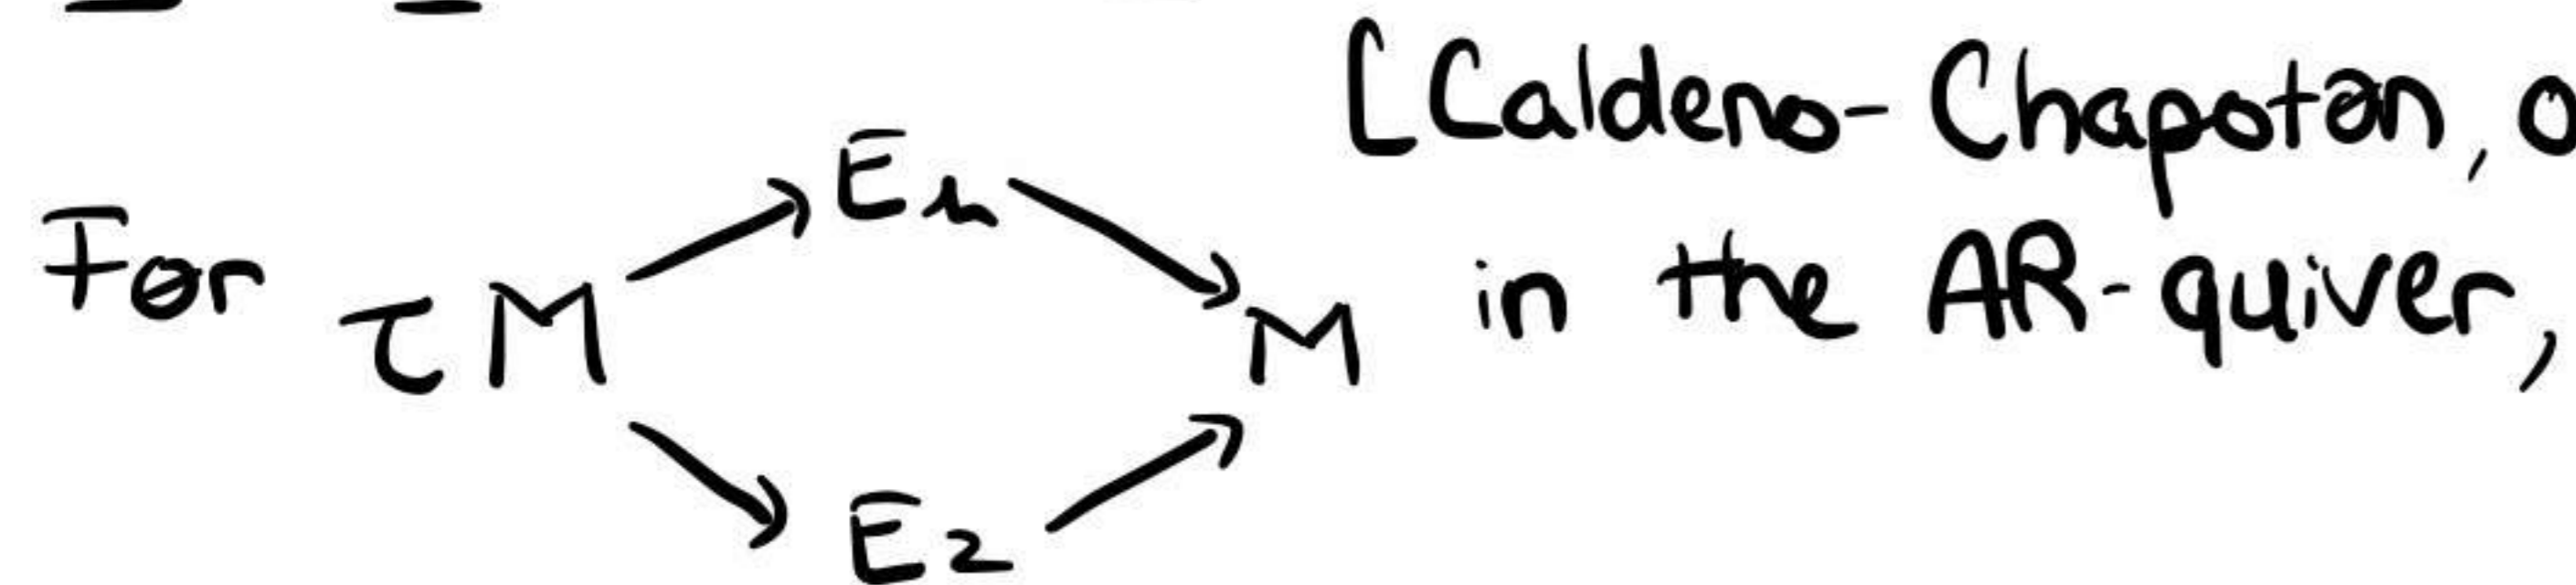 [Caldero-Chapoton,
E₁
For τM → M in the AR-quiver,
E₂